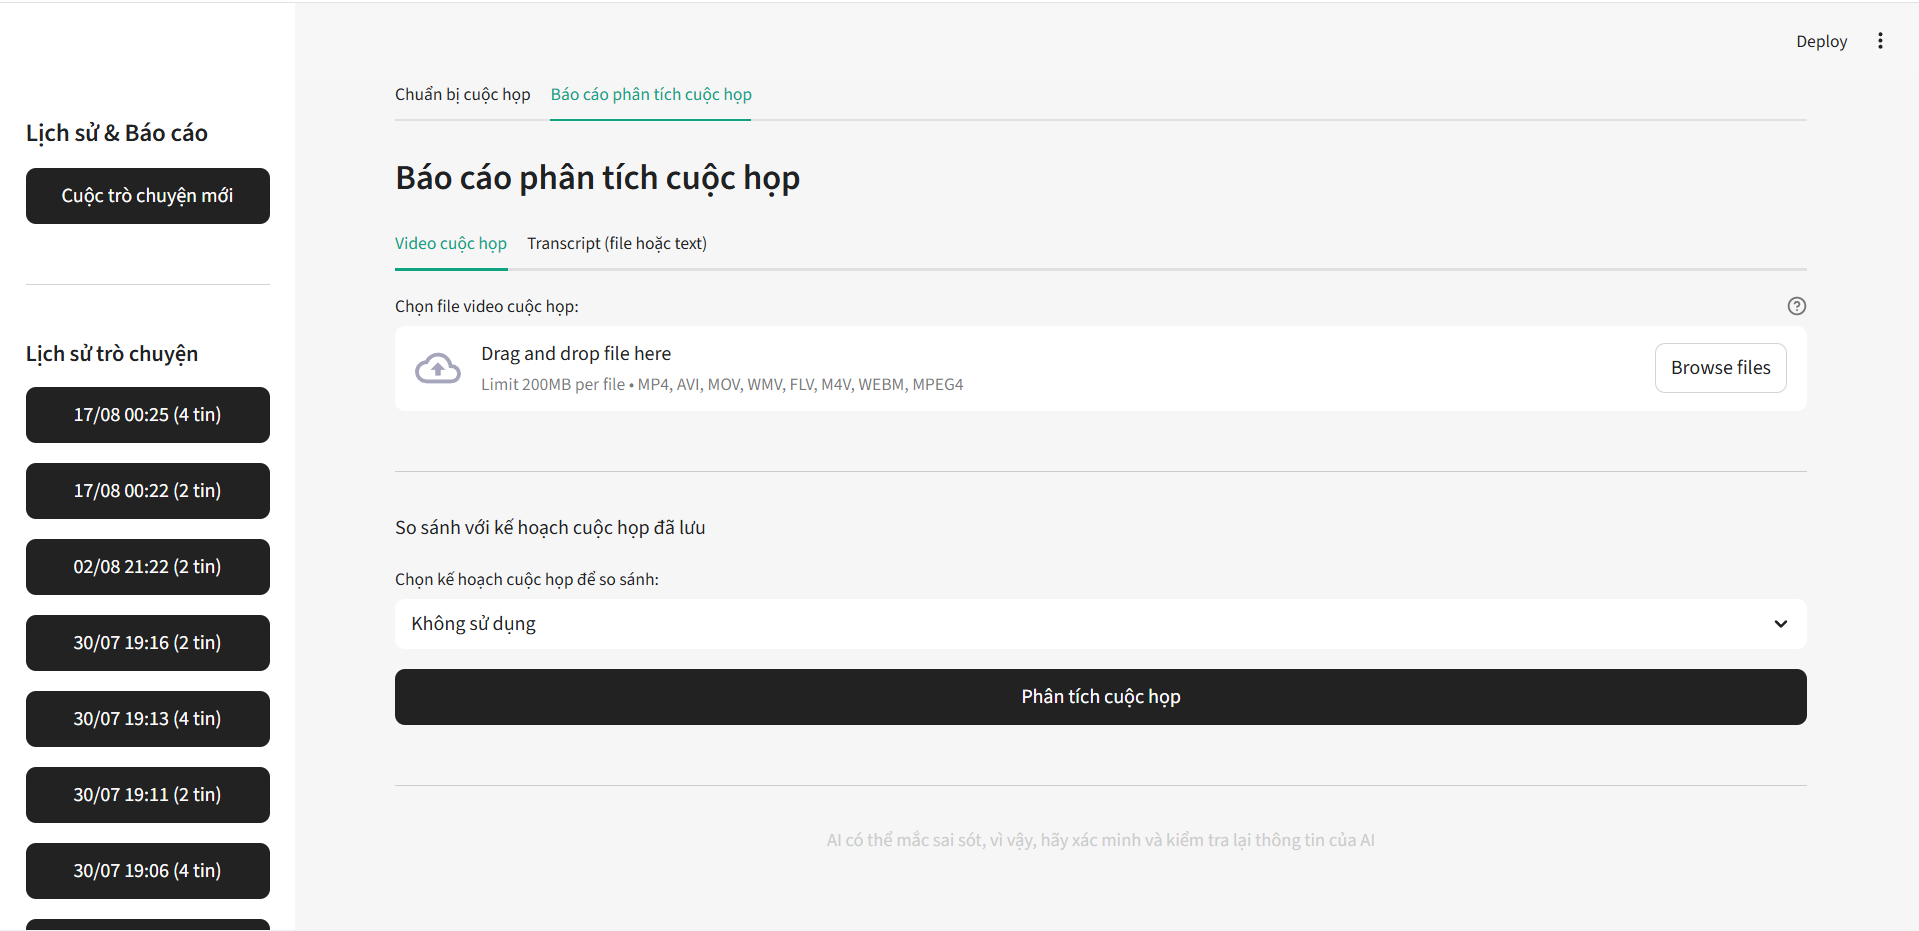 Deploy
Lịch sử & Báo cáo
Cuộc trò chuyện mới
Lịch sử trò chuyện
17/08 00:25 (4 tin)
17/08 00:22 (2 tin)
02/08 21:22 (2 tin)
30/07 19:16 (2 tin)
30/07 19:13 (4 tin)
30/07 19:11 (2 tin)
30/07 19:06 (4 tin)
Chuẩn bị cuộc họp
Báo cáo phân tích cuộc họp
Báo cáo phân tích cuộc họp
Video cuộc họp
Transcript (file hoặc text)
Chọn file video cuộc họp:
Drag and drop file here
Limit 200MB per file • MP4, AVI, MOV, WMV, FLV, M4V, WEBM, MPEG4
Browse files
So sánh với kế hoạch cuộc họp đã lưu
Chọn kế hoạch cuộc họp để so sánh:
Không sử dụng
Phân tích cuộc họp
AI có thể mắc sai sót, vì vậy, hãy xác minh và kiểm tra lại thông tin của AI